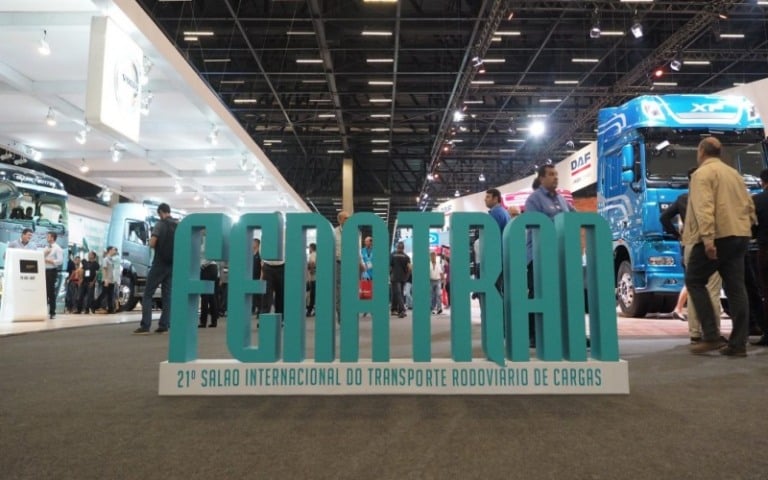 XF
DAF
FENATRAN
21º SALÃO INTERNACIONAL DO TRANSPORTE RODOVIÁRIO DE CARGAS